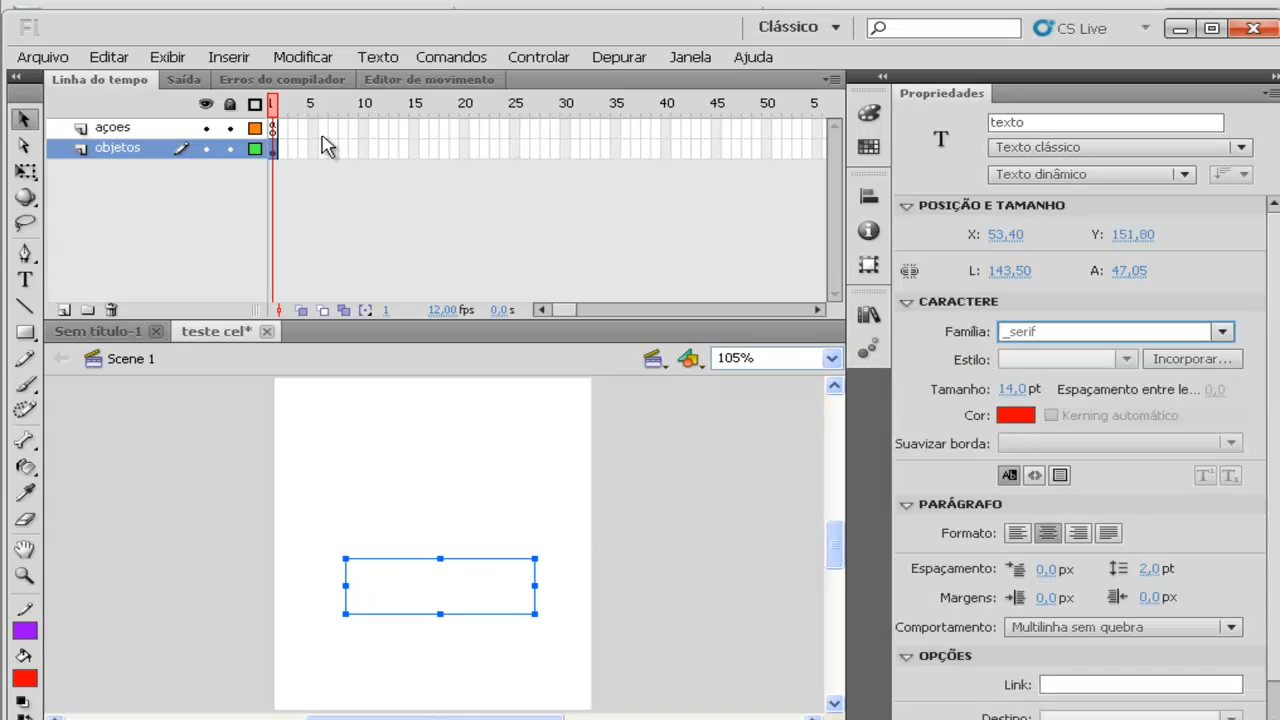 Fl
Clássico
CS Live
Arquivo Editar Exibir Inserir Modificar Texto Comandos Controlar Depurar Janela Ajuda
Linha do tempo Saída Erros do compilador Editor de movimento
1 5 10 15 20 25 30 35 40 45 50 5
açoes
objetos
1 12,00 fps 0,0 s
Sem título-1 teste cel*
Scene 1
105%
Propriedades
texto
Texto clássico
Texto dinâmico
POSIÇÃO E TAMANHO
X: 53,40 Y: 151,80
L: 143,50 A: 47,05
CARACTERE
Família: _serif
Estilo: Incorporar...
Tamanho: 14,0 pt Espaçamento entre le... 0,0
Cor: Kerning automático
Suavizar borda:
PARÁGRAFO
Formato:
Espaçamento: 0,0 px 2,0 pt
Margens: 0,0 px 0,0 px
Comportamento: Multilinha sem quebra
OPÇÕES
Link:
Destino: